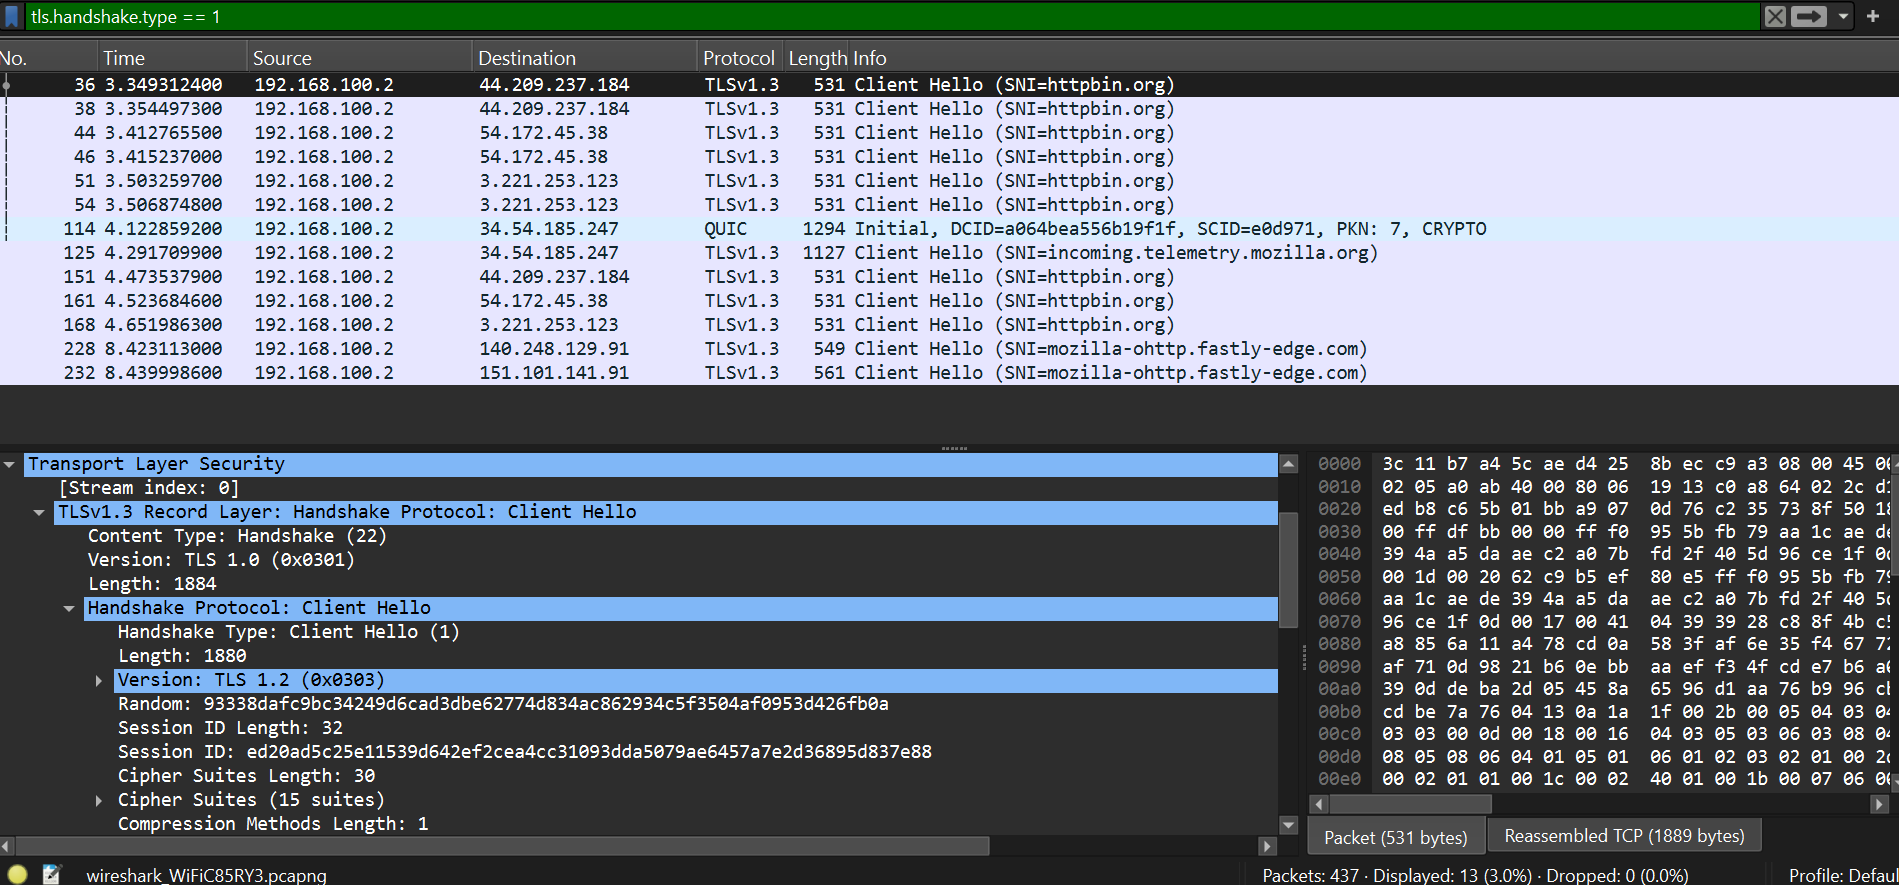 tls.handshake.type == 1
No. Time Source Destination Protocol Length Info
36 3.349312400 192.168.100.2 44.209.237.184 TLSv1.3 531 Client Hello (SNI=httpbin.org)
38 3.354497300 192.168.100.2 44.209.237.184 TLSv1.3 531 Client Hello (SNI=httpbin.org)
44 3.412765500 192.168.100.2 54.172.45.38 TLSv1.3 531 Client Hello (SNI=httpbin.org)
46 3.415237000 192.168.100.2 54.172.45.38 TLSv1.3 531 Client Hello (SNI=httpbin.org)
51 3.503259700 192.168.100.2 3.221.253.123 TLSv1.3 531 Client Hello (SNI=httpbin.org)
54 3.506874800 192.168.100.2 3.221.253.123 TLSv1.3 531 Client Hello (SNI=httpbin.org)
114 4.122859200 192.168.100.2 34.54.185.247 QUIC 1294 Initial, DCID=a064bea556b19f1f, SCID=e0d971, PKN: 7, CRYPTO
125 4.291709900 192.168.100.2 34.54.185.247 TLSv1.3 1127 Client Hello (SNI=incoming.telemetry.mozilla.org)
151 4.473537900 192.168.100.2 44.209.237.184 TLSv1.3 531 Client Hello (SNI=httpbin.org)
161 4.523684600 192.168.100.2 54.172.45.38 TLSv1.3 531 Client Hello (SNI=httpbin.org)
168 4.651986300 192.168.100.2 3.221.253.123 TLSv1.3 531 Client Hello (SNI=httpbin.org)
228 8.423113000 192.168.100.2 140.248.129.91 TLSv1.3 549 Client Hello (SNI=mozilla-ohttp.fastly-edge.com)
232 8.439998600 192.168.100.2 151.101.141.91 TLSv1.3 561 Client Hello (SNI=mozilla-ohttp.fastly-edge.com)
Transport Layer Security
[Stream index: 0]
TLSv1.3 Record Layer: Handshake Protocol: Client Hello
Content Type: Handshake (22)
Version: TLS 1.0 (0x0301)
Length: 1884
Handshake Protocol: Client Hello
Handshake Type: Client Hello (1)
Length: 1880
Version: TLS 1.2 (0x0303)
Random: 93338dafc9bc34249d6cad3dbe62774d834ac862934c5f3504af0953d426fb0a
Session ID Length: 32
Session ID: ed20ad5c25e11539d642ef2cea4cc31093dda5079ae6457a7e2d36895d837e88
Cipher Suites Length: 30
Cipher Suites (15 suites)
Compression Methods Length: 1
0000 3c 11 b7 a4 5c ae d4 25 8b ec c9 a3 08 00 45
0010 02 05 a0 ab 40 00 80 06 19 13 c0 a8 64 02 2c
0020 ed b8 c6 5b 01 bb a9 07 0d 76 c2 35 73 8f 50
0030 00 ff df bb 00 00 ff f0 95 5b fb 79 aa 1c ae
0040 39 4a a5 da ae c2 a0 7b fd 2f 40 5d 96 ce 1f
0050 00 1d 00 20 62 c9 b5 ef 80 e5 ff f0 95 5b fb
0060 aa 1c ae de 39 4a a5 da ae c2 a0 7b fd 2f 40
0070 96 ce 1f 0d 00 17 00 41 04 39 39 28 c8 8f 4b
0080 a8 85 6a 11 a4 78 cd 0a 58 3f af 6e 35 f4 67 72
0090 af 71 0d 98 21 b6 0e bb aa ef f3 4f cd e7 b6
00a0 39 0d de ba 2d 05 45 8a 65 96 d1 aa 76 b9 96
00b0 cd be 7a 76 04 13 0a 1a 1f 00 2b 00 05 04 03
00c0 03 03 00 0d 00 18 00 16 04 03 05 03 06 03 08
00d0 08 05 08 06 04 01 05 01 06 01 02 03 02 01 00
00e0 00 02 01 01 00 1c 00 02 40 01 00 1b 00 07 06
Packet (531 bytes) Reassembled TCP (1889 bytes)
wireshark_WiFiC85RY3.pcapng Packets: 437 · Displayed: 13 (3.0%) · Dropped: 0 (0.0%) Profile: Defau